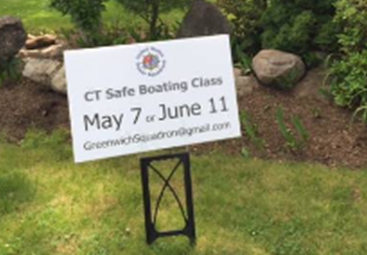 CT Safe Boating Class
May 7 or June 11
GreenwichSquadron@gmail.com